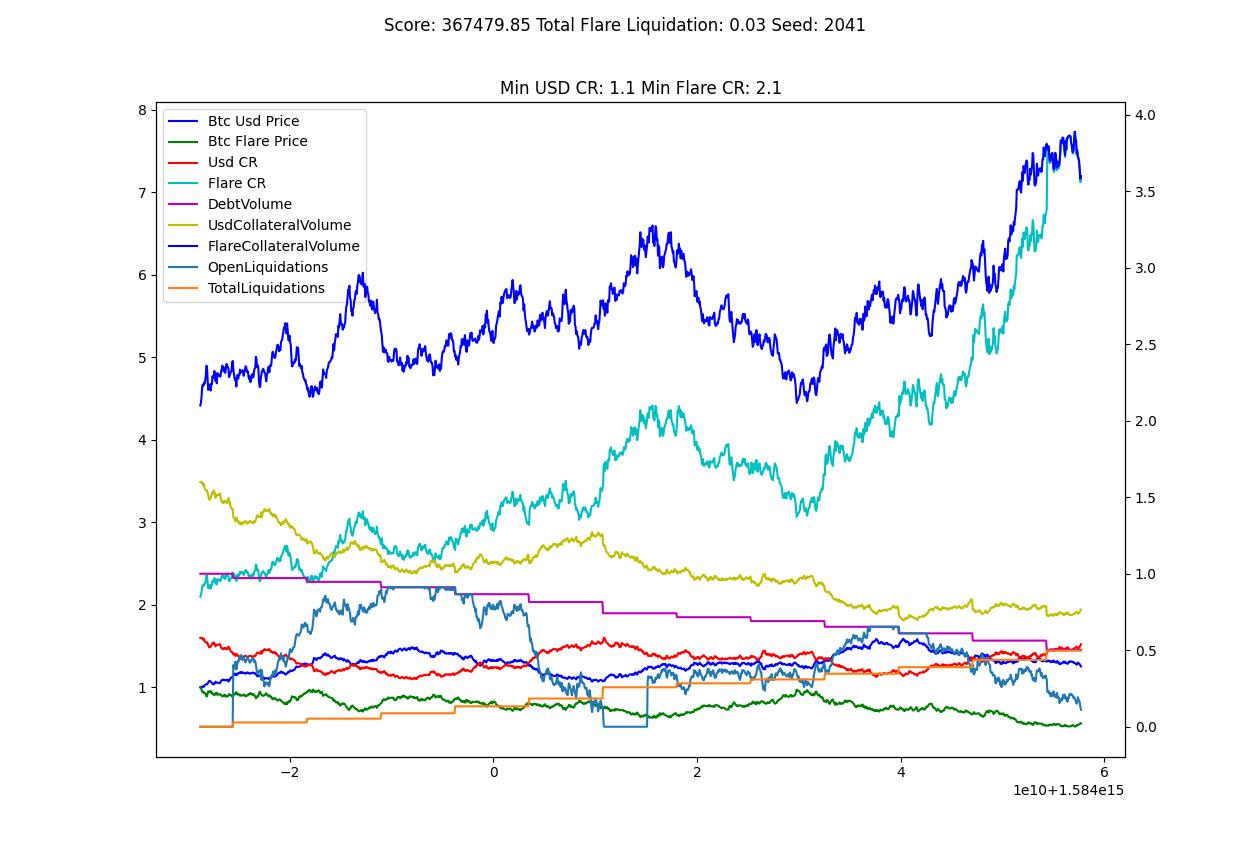 Score: 367479.85 Total Flare Liquidation: 0.03 Seed: 2041
Min USD CR: 1.1 Min Flare CR: 2.1
Btc Usd Price
Btc Flare Price
Usd CR
Flare CR
DebtVolume
UsdCollateralVolume
FlareCollateralVolume
OpenLiquidations
TotalLiquidations
8
7
6
5
4
3
2
1
4.0
3.5
3.0
2.5
2.0
1.5
1.0
0.5
0.0
−2 0 2 4 6
1e10+1.584e15